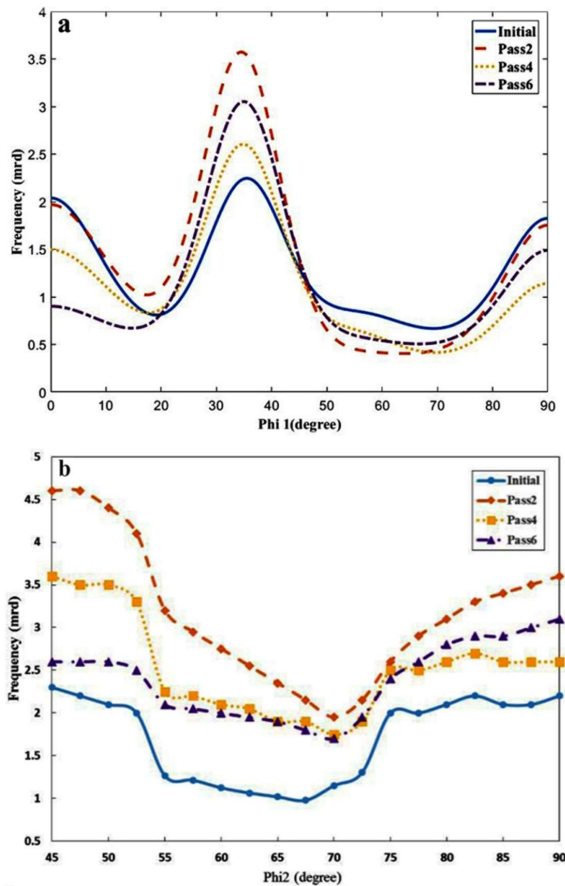 a
Initial
Pass2
Pass4
Pass6
4
3.5
3
2.5
2
1.5
1
0.5
0
Frequency (mrd)
0 10 20 30 40 50 60 70 80 90
Phi 1(degree)
b
Initial
Pass2
Pass4
Pass6
5
4.5
4
3.5
3
2.5
2
1.5
1
0.5
Frequency (mrd)
45 50 55 60 65 70 75 80 85 90
Phi2 (degree)